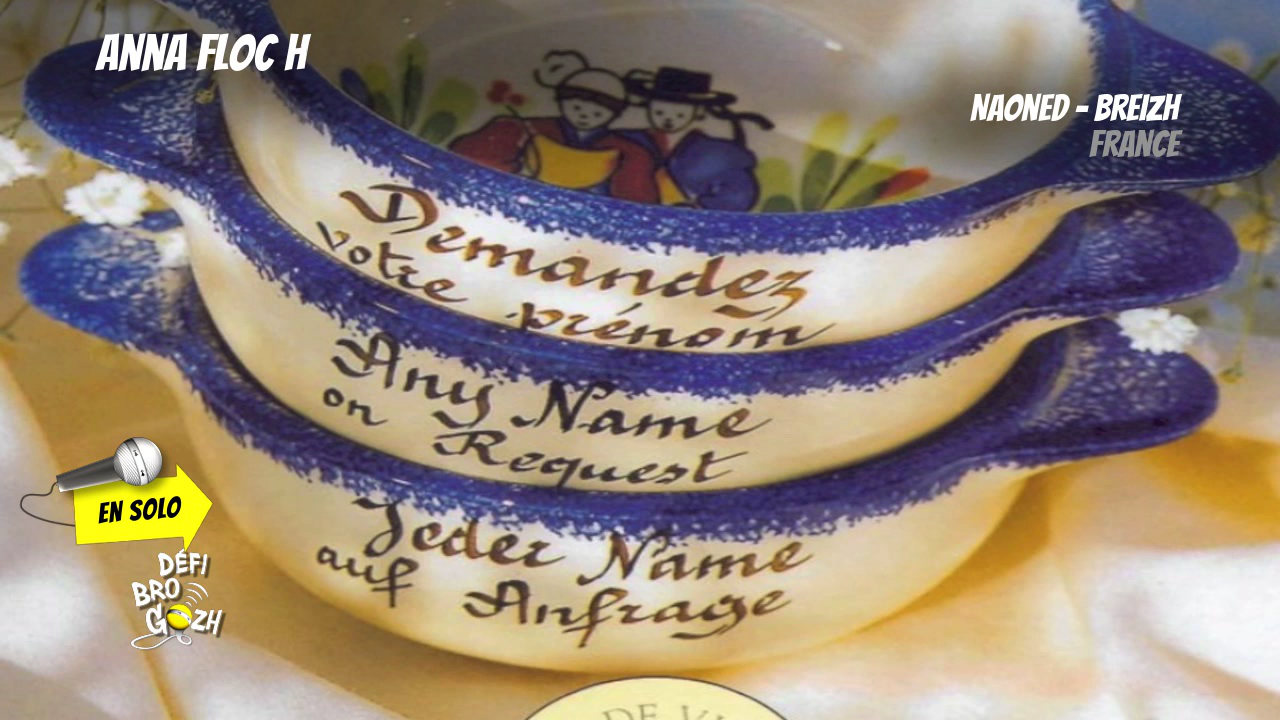 ANNA FLOC H
NAONED - BREIZH
FRANCE
Demandez
votre prénom
Any Name
on Request
Jeder Name
auf Anfrage
EN SOLO
DÉFI
BRO
GOZH
DE